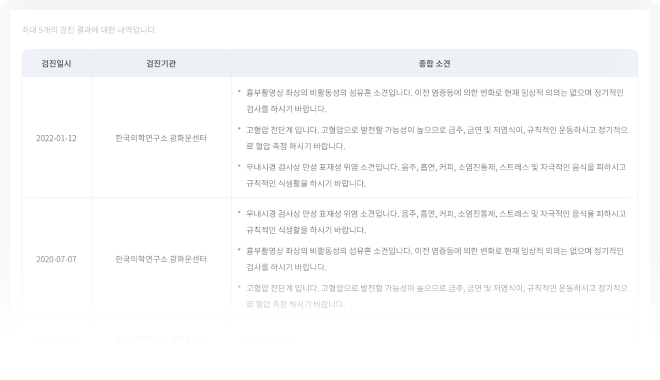 최대 5개의 검진 결과에 대한 내역입니다.
검진일시 검진기관 종합 소견
* 흉부촬영상 좌상의 비활동성의 섬유흔 소견입니다. 이전 염증등에 의한 변화로 현재 임상적 의의는 없으며 정기적인
검사를 하시기 바랍니다.
* 고혈압 전단계 입니다. 고혈압으로 발전할 가능성이 높으므로 금주, 금연 및 저염식이, 규칙적인 운동하시고 정기적으
로 혈압 측정 하시기 바랍니다.
2022-01-12 한국의학연구소 광화문센터
* 위내시경 검사상 만성 표재성 위염 소견입니다. 음주, 흡연, 커피, 소염진통제, 스트레스 및 자극적인 음식을 피하시고
규칙적인 식생활을 하시기 바랍니다.
* 위내시경 검사상 만성 표재성 위염 소견입니다. 음주, 흡연, 커피, 소염진통제, 스트레스 및 자극적인 음식을 피하시고
규칙적인 식생활을 하시기 바랍니다.
* 흉부촬영상 좌상의 비활동성의 섬유흔 소견입니다. 이전 염증등에 의한 변화로 현재 임상적 의의는 없으며 정기적인
검사를 하시기 바랍니다.
2020-07-07 한국의학연구소 광화문센터
* 고혈압 전단계 입니다. 고혈압으로 발전할 가능성이 높으므로 금주, 금연 및 저염식이, 규칙적인 운동하시고 정기적으
로 혈압 측정 하시기 바랍니다.
한국의학연구소 광화문센터